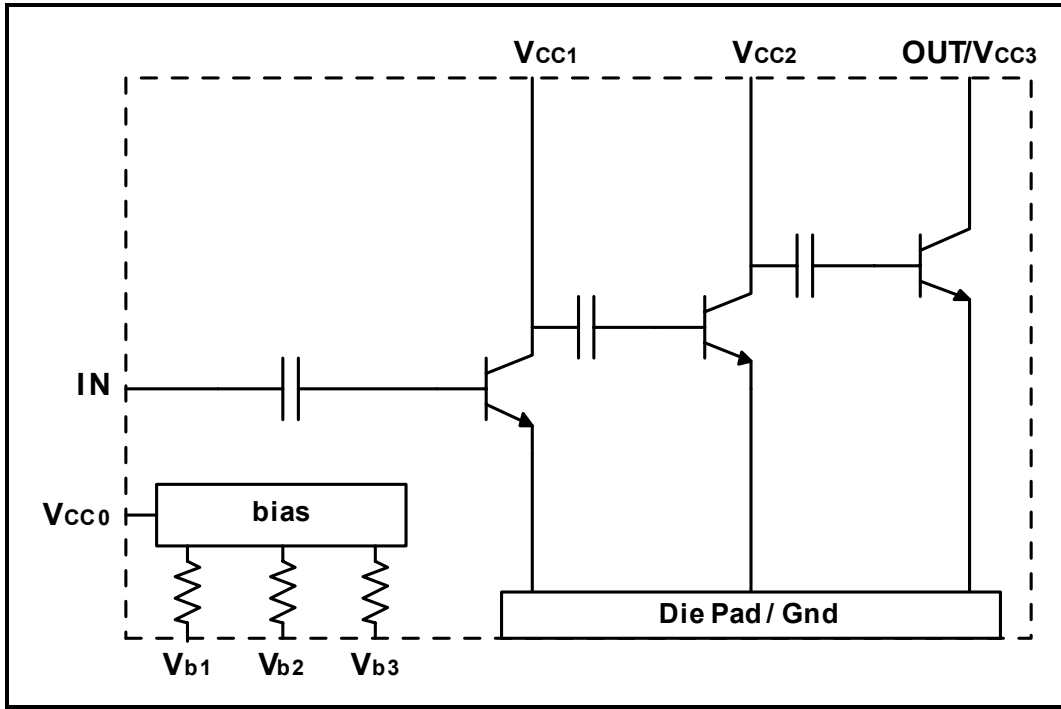 VCC1 VCC2 OUT/VCC3
IN
VCC0
bias
Die Pad / Gnd
Vb1 Vb2 Vb3